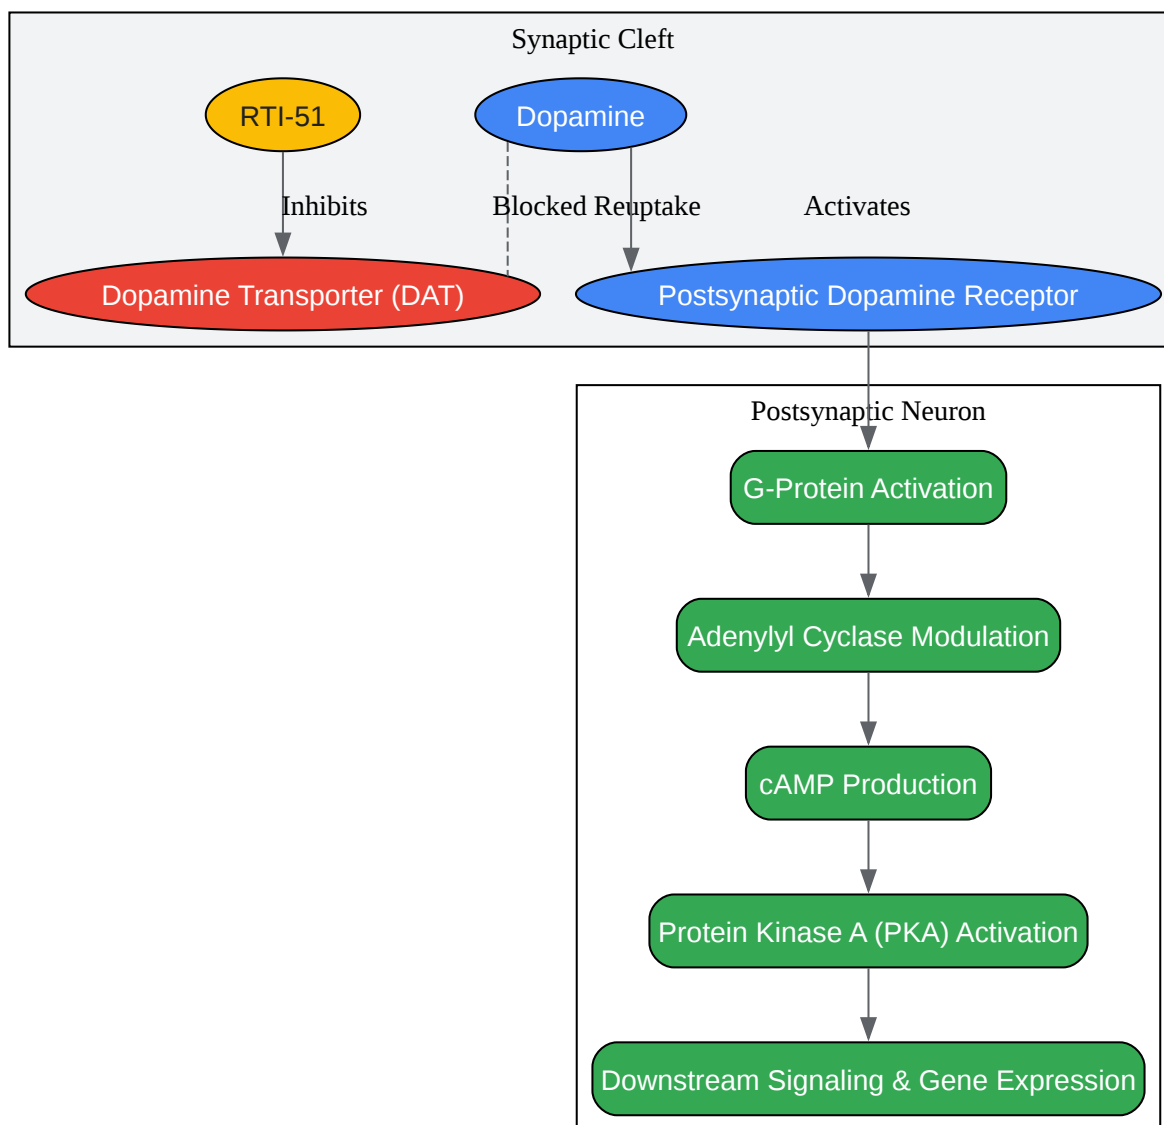 Synaptic Cleft
RTI-51
Dopamine
Inhibits
Blocked Reuptake
Activates
Dopamine Transporter (DAT)
Postsynaptic Dopamine Receptor
Postsynaptic Neuron
G-Protein Activation
Adenylyl Cyclase Modulation
cAMP Production
Protein Kinase A (PKA) Activation
Downstream Signaling & Gene Expression